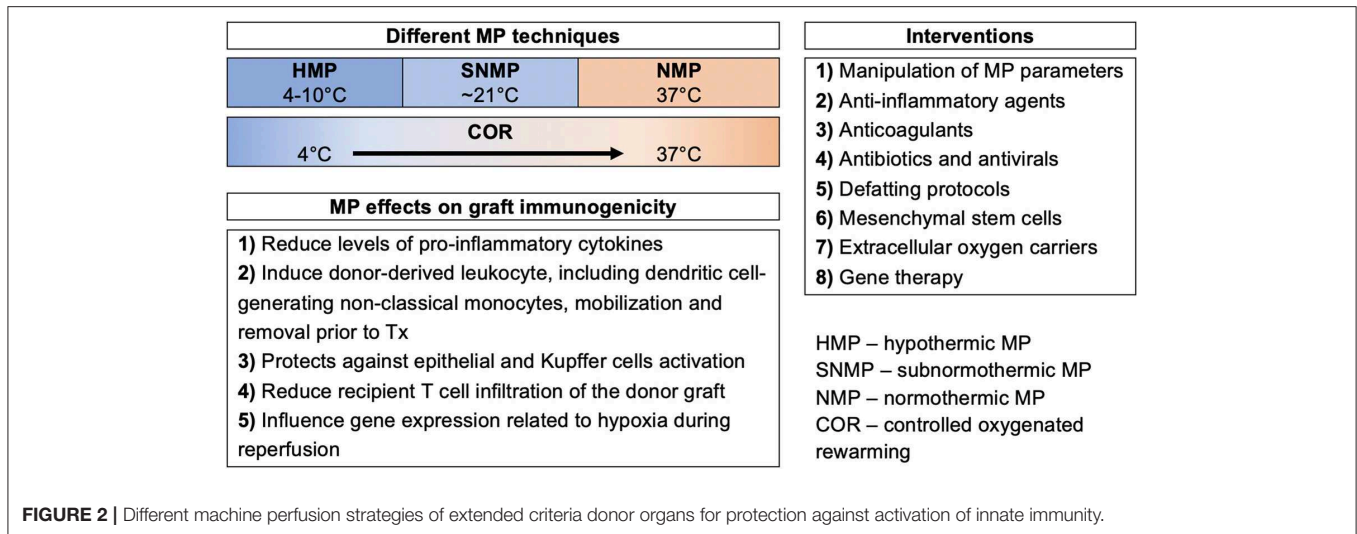 Different MP techniques
HMP
4-10°C
SNMP
~21°C
NMP
37°C
COR
4°C
37°C
MP effects on graft immunogenicity
1) Reduce levels of pro-inflammatory cytokines
2) Induce donor-derived leukocyte, including dendritic cell-
generating non-classical monocytes, mobilization and
removal prior to Tx
3) Protects against epithelial and Kupffer cells activation
4) Reduce recipient T cell infiltration of the donor graft
5) Influence gene expression related to hypoxia during
reperfusion
Interventions
1) Manipulation of MP parameters
2) Anti-inflammatory agents
3) Anticoagulants
4) Antibiotics and antivirals
5) Defatting protocols
6) Mesenchymal stem cells
7) Extracellular oxygen carriers
8) Gene therapy
HMP – hypothermic MP
SNMP – subnormothermic MP
NMP – normothermic MP
COR – controlled oxygenated
rewarming
FIGURE 2 | Different machine perfusion strategies of extended criteria donor organs for protection against activation of innate immunity.